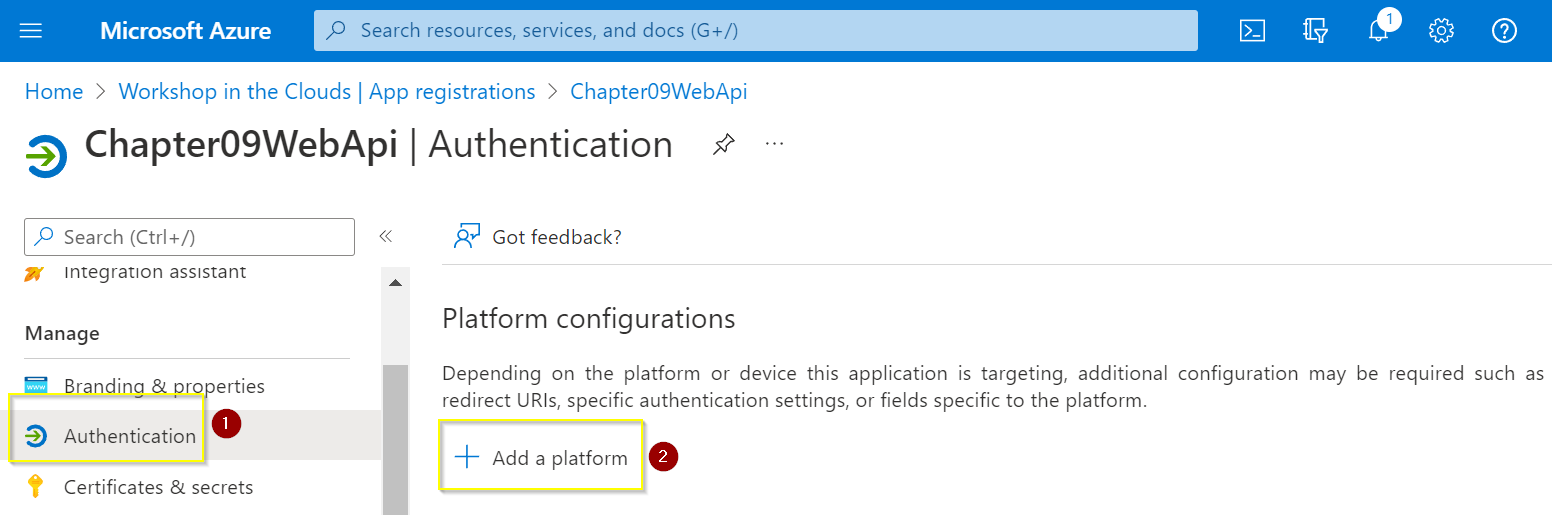 Microsoft Azure
Search resources, services, and docs (G+/)
1
Home > Workshop in the Clouds | App registrations > Chapter09WebApi
Chapter09WebApi | Authentication
Search (Ctrl+/)
Got feedback?
Integration assistant
Manage
Platform configurations
Depending on the platform or device this application is targeting, additional configuration may be required such as
redirect URIs, specific authentication settings, or fields specific to the platform.
www
Branding & properties
Authentication
1
Add a platform
2
Certificates & secrets